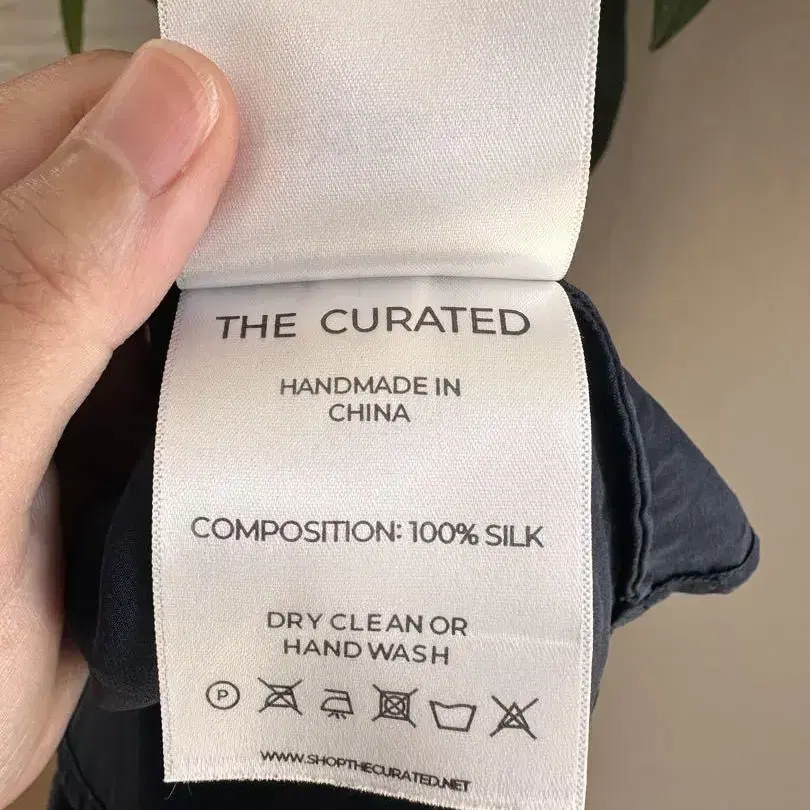 THE CURATED
HANDMADE IN
CHINA
COMPOSITION: 100% SILK
DRY CLEAN OR
HAND WASH
P
WWW.SHOPTHECURATED.NET